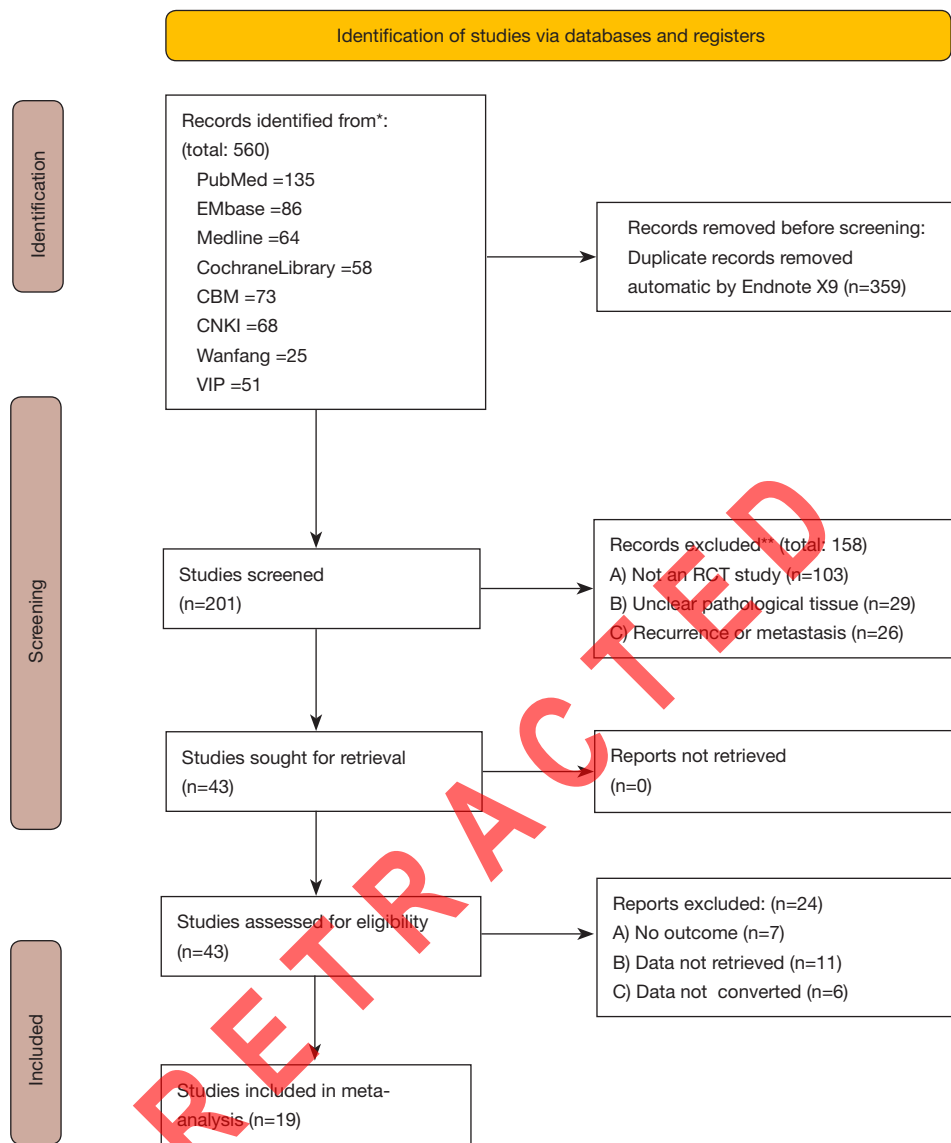 Identification of studies via databases and registers
Identification
Records identified from*:
(total: 560)
PubMed =135
EMbase =86
Medline =64
CochraneLibrary =58
CBM =73
CNKI =68
Wanfang =25
VIP =51
Records removed before screening:
Duplicate records removed
automatic by Endnote X9 (n=359)
Screening
Studies screened
(n=201)
Records excluded** (total: 158)
A) Not an RCT study (n=103)
B) Unclear pathological tissue (n=29)
C) Recurrence or metastasis (n=26)
Studies sought for retrieval
(n=43)
Reports not retrieved
(n=0)
Studies assessed for eligibility
(n=43)
Reports excluded: (n=24)
A) No outcome (n=7)
B) Data not retrieved (n=11)
C) Data not converted (n=6)
Included
Studies included in meta-
analysis (n=19)
RETRACTED